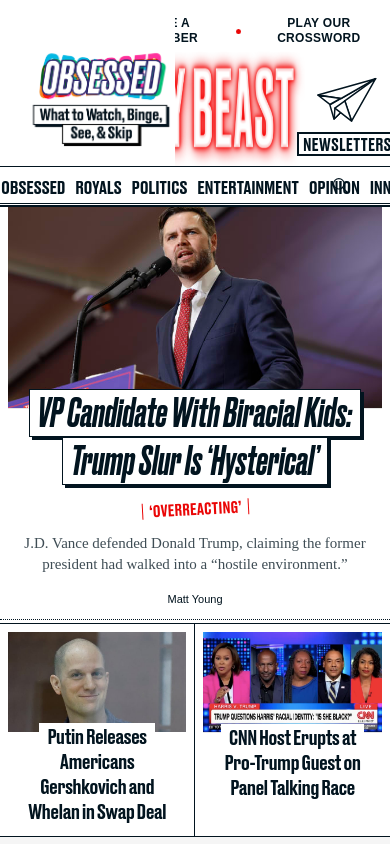 E A
BER
PLAY OUR
CROSSWORD
OBSESSED
What to Watch, Binge,
See, & Skip
Y BEAST
NEWSLETTERS
OBSESSED ROYALS POLITICS ENTERTAINMENT OPINION INN
VP Candidate With Biracial Kids:
Trump Slur Is ‘Hysterical’
‘OVERREACTING’
J.D. Vance defended Donald Trump, claiming the former
president had walked into a “hostile environment.”
Matt Young
HARRIS V. TRUMP
LIVE
TRUMP QUESTIONS HARRIS' RACIAL IDENTITY: "IS SHE BLACK?"
CNN
Putin Releases
Americans
Gershkovich and
Whelan in Swap Deal
CNN Host Erupts at
Pro-Trump Guest on
Panel Talking Race